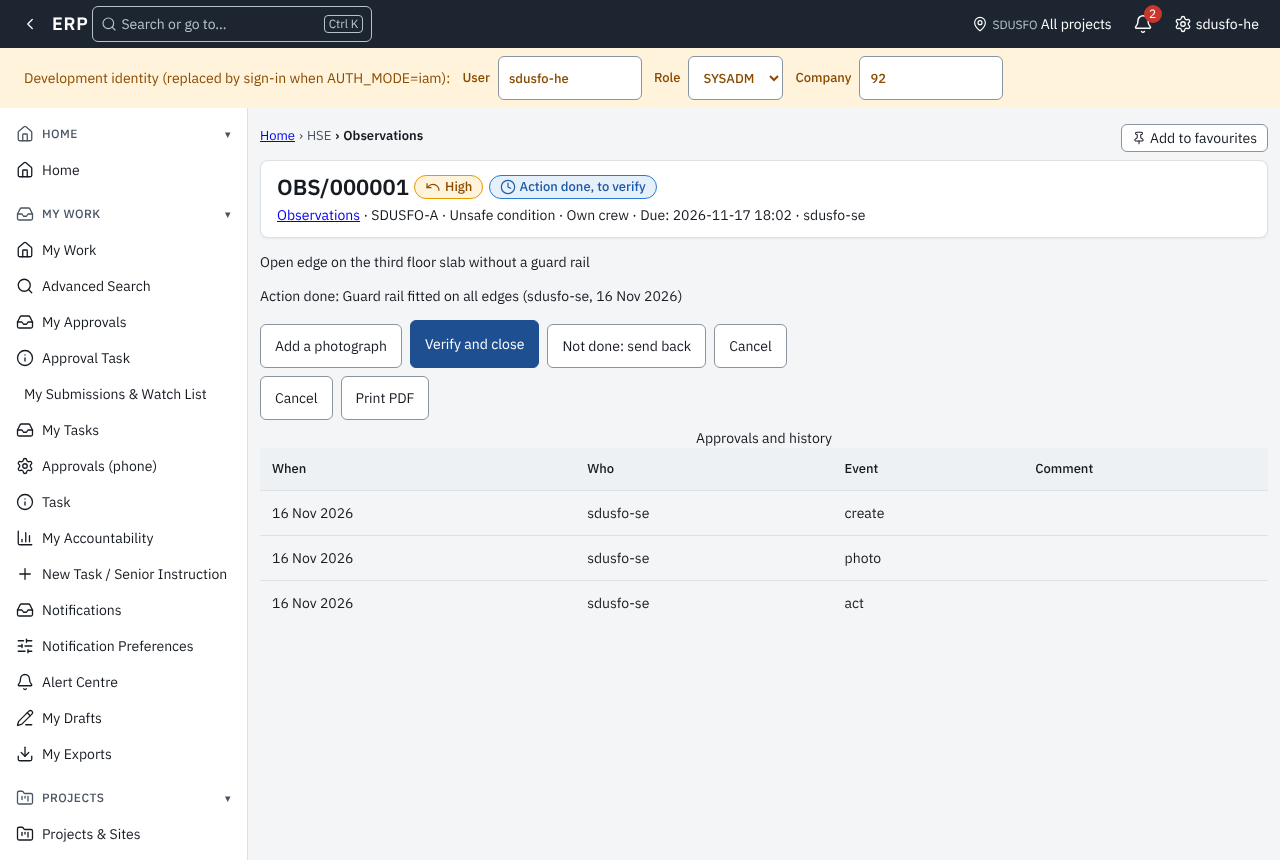 ERP Search or go to... Ctrl K SDUSFO All projects 2 sdusfo-he
Development identity (replaced by sign-in when AUTH_MODE=iam): User sdusfo-he Role SYSADM Company 92
HOME
Home
MY WORK
My Work
Advanced Search
My Approvals
Approval Task
My Submissions & Watch List
My Tasks
Approvals (phone)
Task
My Accountability
New Task / Senior Instruction
Notifications
Notification Preferences
Alert Centre
My Drafts
My Exports
PROJECTS
Projects & Sites
Home › HSE › Observations
Add to favourites
OBS/000001 High Action done, to verify
Observations · SDUSFO-A · Unsafe condition · Own crew · Due: 2026-11-17 18:02 · sdusfo-se
Open edge on the third floor slab without a guard rail
Action done: Guard rail fitted on all edges (sdusfo-se, 16 Nov 2026)
Add a photograph Verify and close Not done: send back Cancel
Cancel Print PDF
Approvals and history
When Who Event Comment
16 Nov 2026 sdusfo-se create
16 Nov 2026 sdusfo-se photo
16 Nov 2026 sdusfo-se act